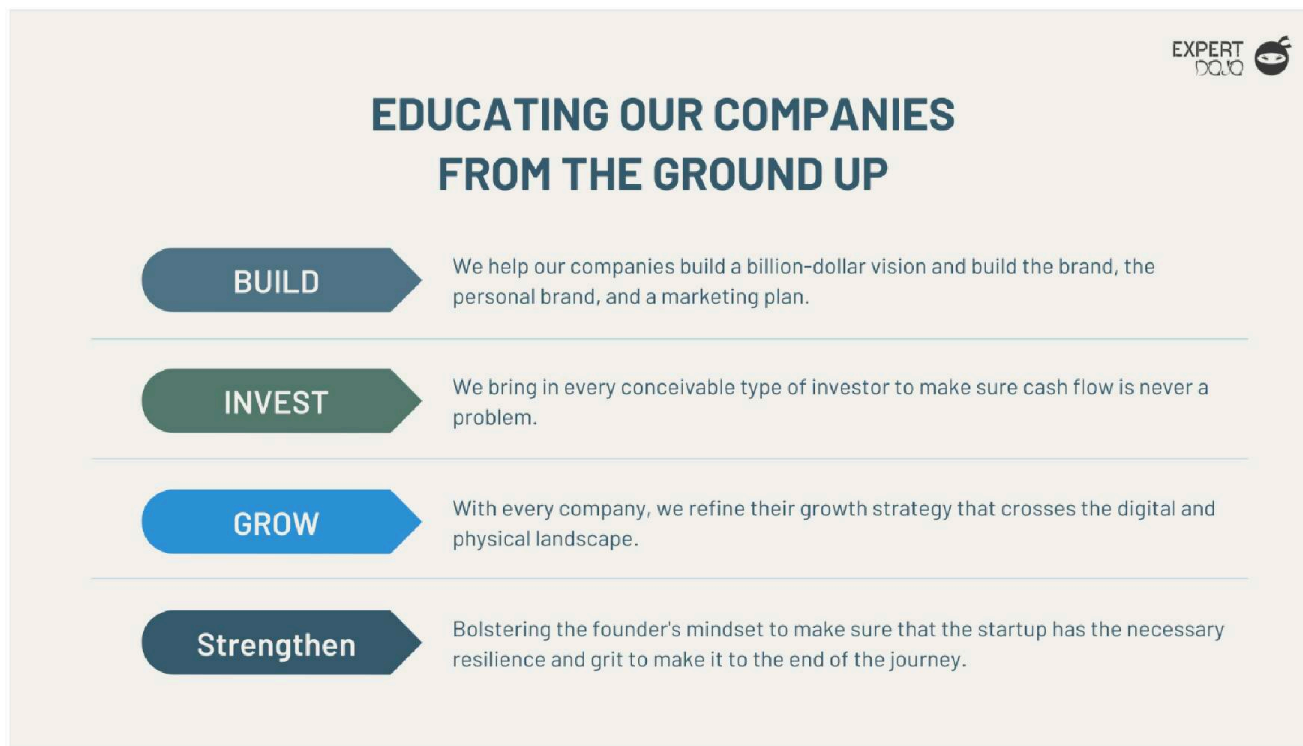 EXPERT
DOJO
EDUCATING OUR COMPANIES
FROM THE GROUND UP
BUILD
We help our companies build a billion-dollar vision and build the brand, the
personal brand, and a marketing plan.
INVEST
We bring in every conceivable type of investor to make sure cash flow is never a
problem.
GROW
With every company, we refine their growth strategy that crosses the digital and
physical landscape.
Strengthen
Bolstering the founder's mindset to make sure that the startup has the necessary
resilience and grit to make it to the end of the journey.